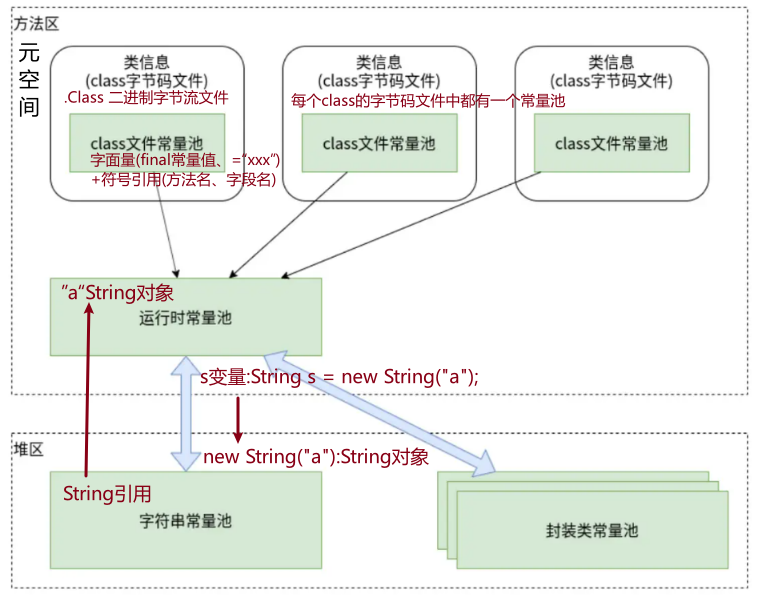 方法区
元
空
间
类信息
(class字节码文件)
.Class 二进制字节流文件
class文件常量池
字面量(final常量值、=“xxx”)
+符号引用(方法名、字段名)
类信息
(class字节码文件)
每个class的字节码文件中都有一个常量池
class文件常量池
类信息
(class字节码文件)
class文件常量池
“a“String对象
运行时常量池
s变量:String s = new String("a");
堆区
new String("a"):String对象
String引用
字符串常量池
封装类常量池